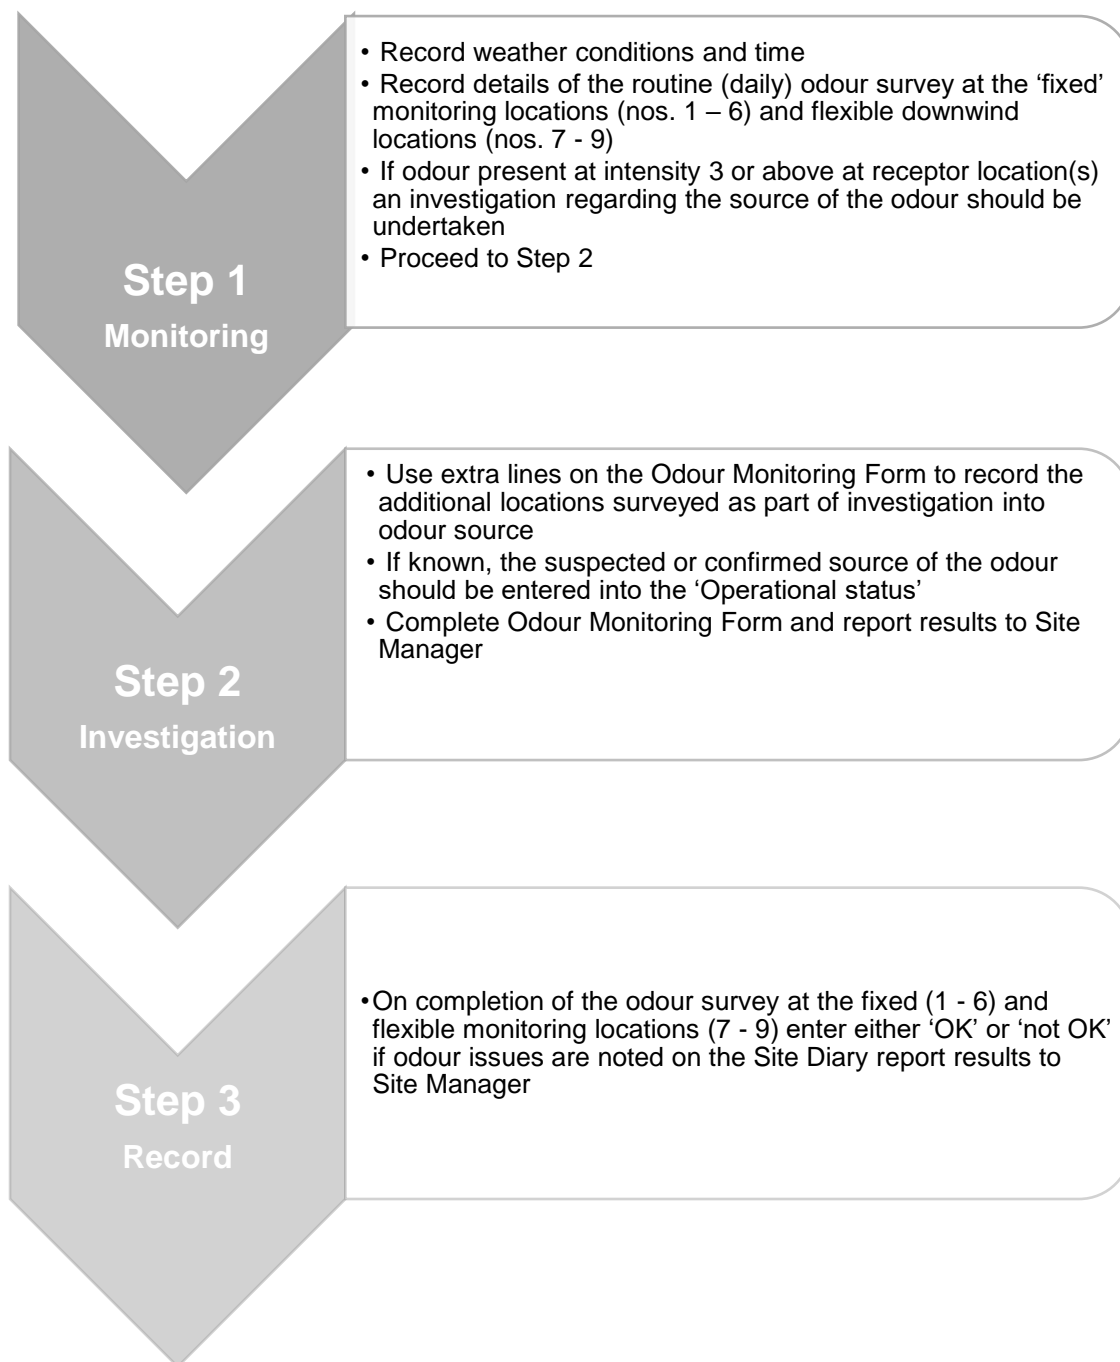 • Record weather conditions and time
• Record details of the routine (daily) odour survey at the ‘fixed’
monitoring locations (nos. 1 – 6) and flexible downwind
locations (nos. 7 - 9)
• If odour present at intensity 3 or above at receptor location(s)
an investigation regarding the source of the odour should be
undertaken
• Proceed to Step 2
Step 1
Monitoring
• Use extra lines on the Odour Monitoring Form to record the
additional locations surveyed as part of investigation into
odour source
• If known, the suspected or confirmed source of the odour
should be entered into the ‘Operational status’
• Complete Odour Monitoring Form and report results to Site
Manager
Step 2
Investigation
•On completion of the odour survey at the fixed (1 - 6) and
flexible monitoring locations (7 - 9) enter either ‘OK’ or ‘not OK’
if odour issues are noted on the Site Diary report results to
Site Manager
Step 3
Record